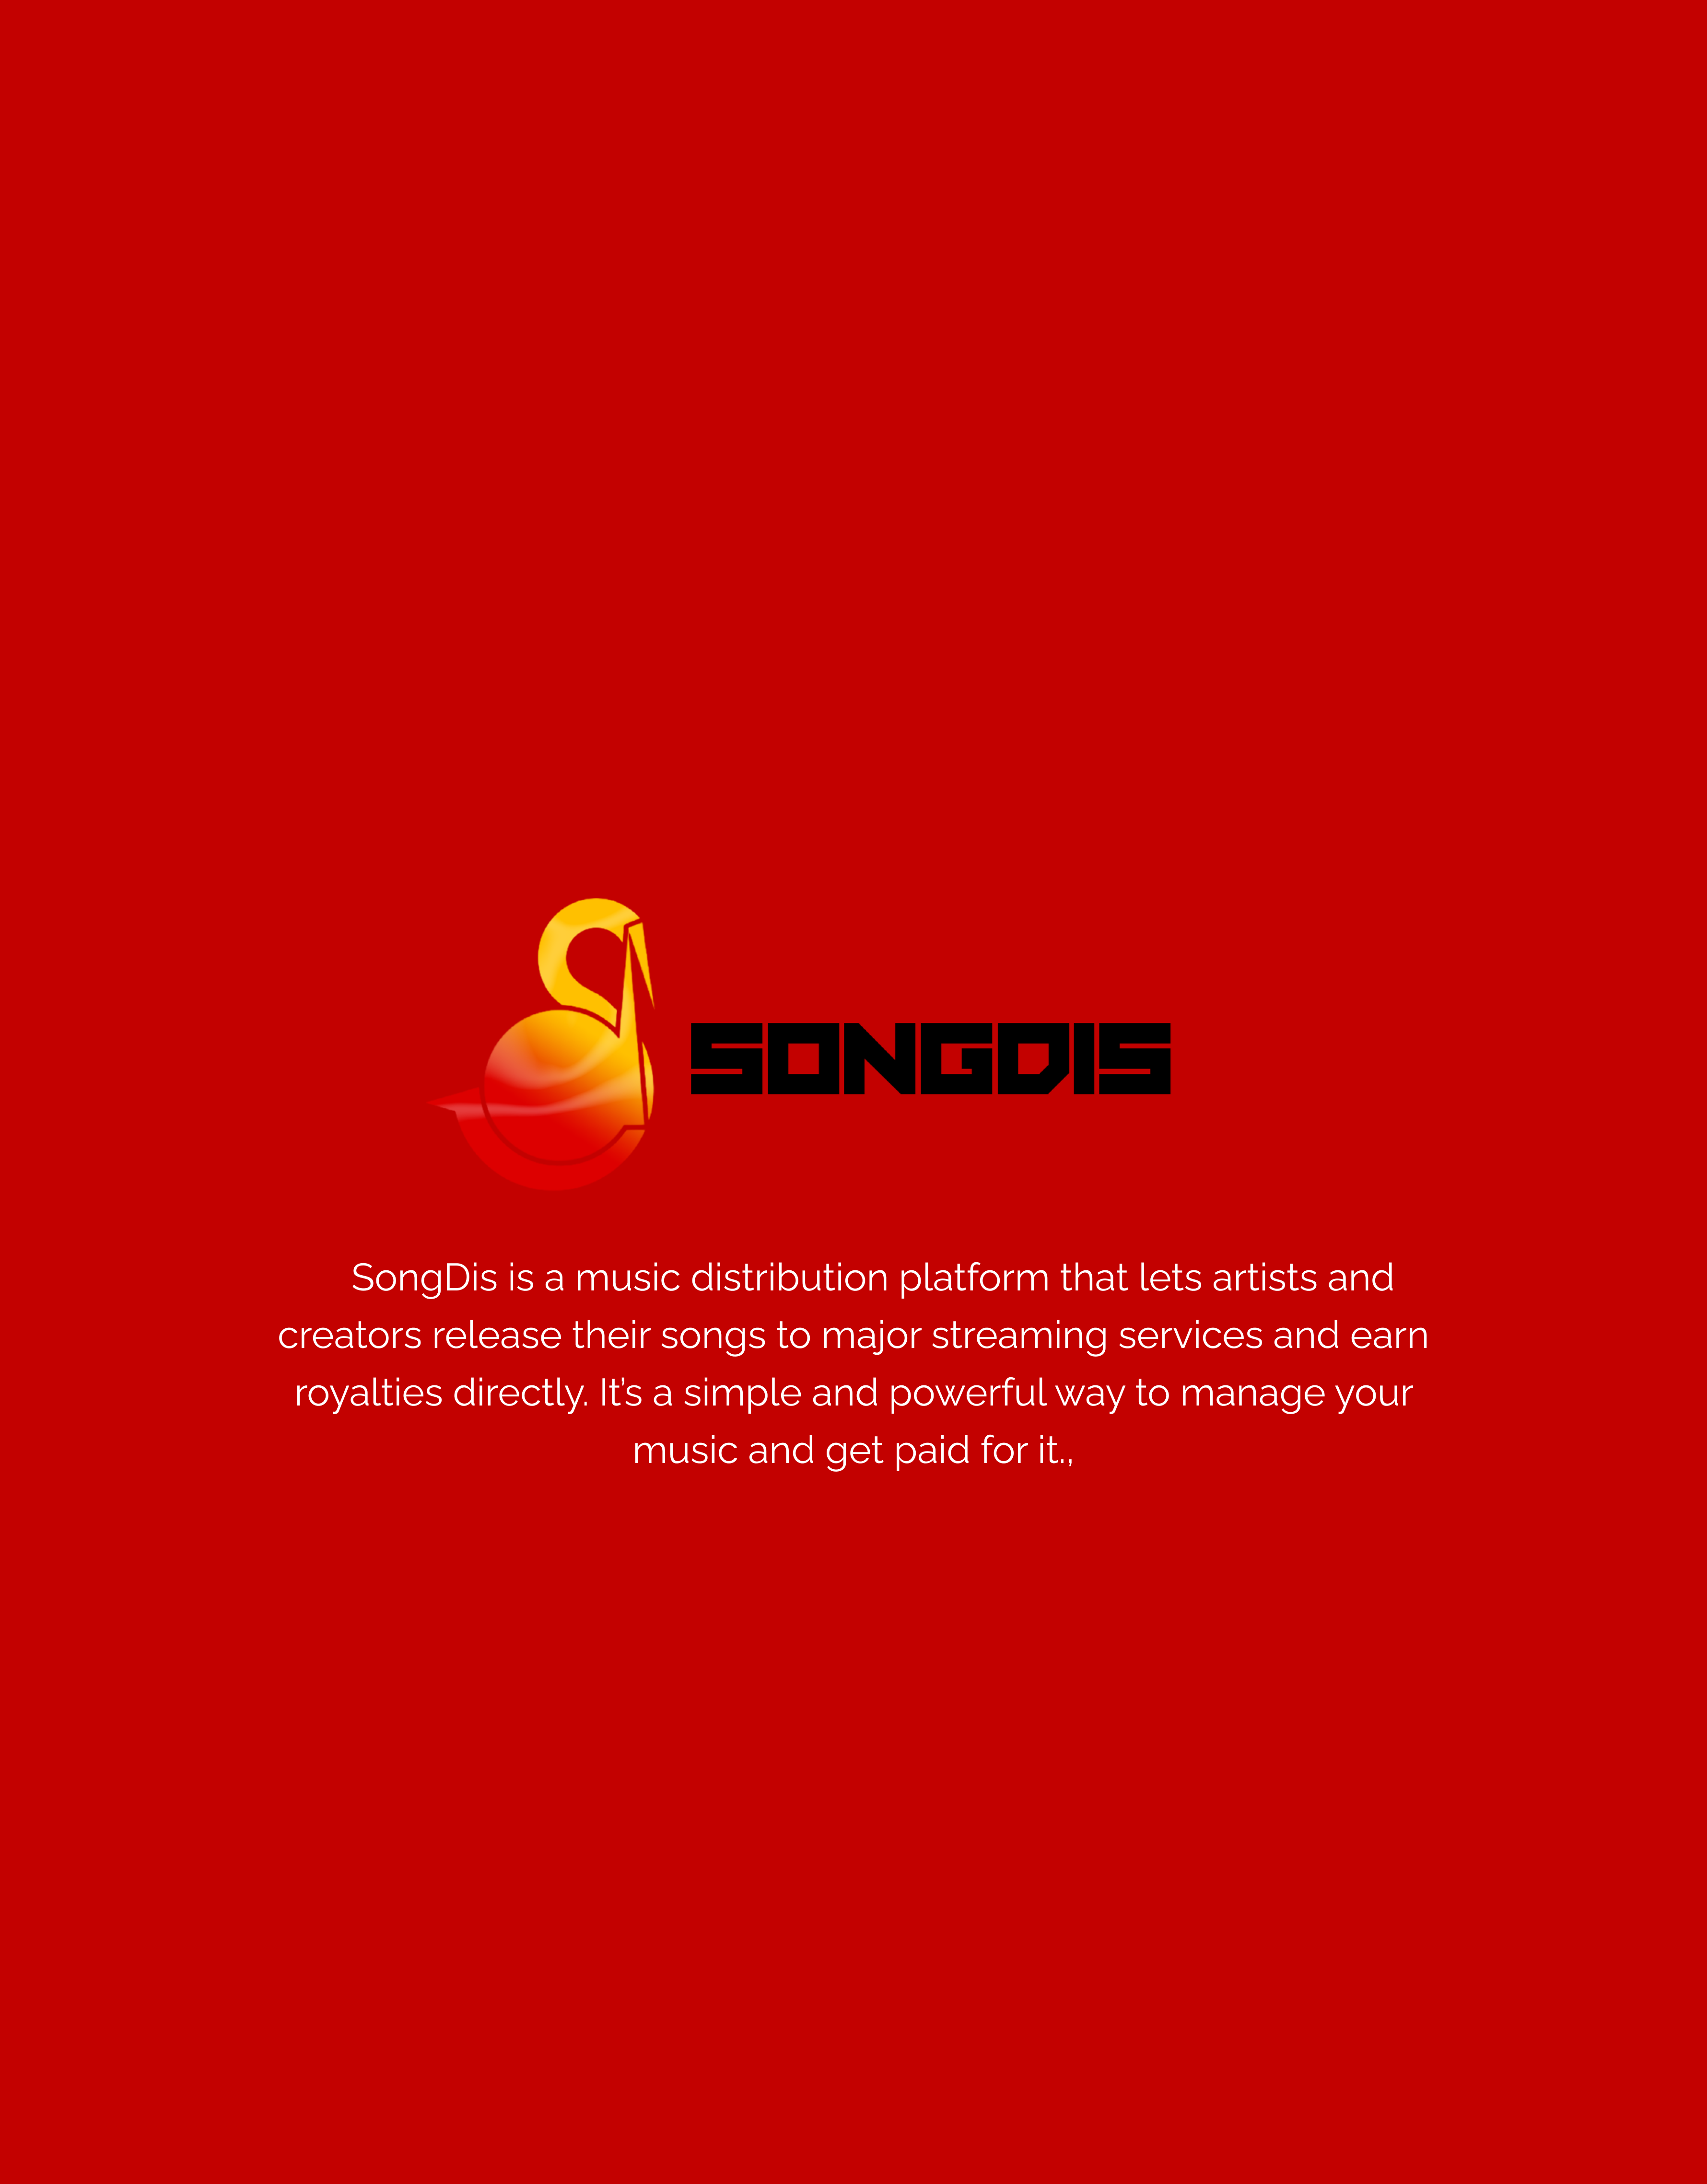 SONGDIS
SongDis is a music distribution platform that lets artists and
creators release their songs to major streaming services and earn
royalties directly. It’s a simple and powerful way to manage your
music and get paid for it.,